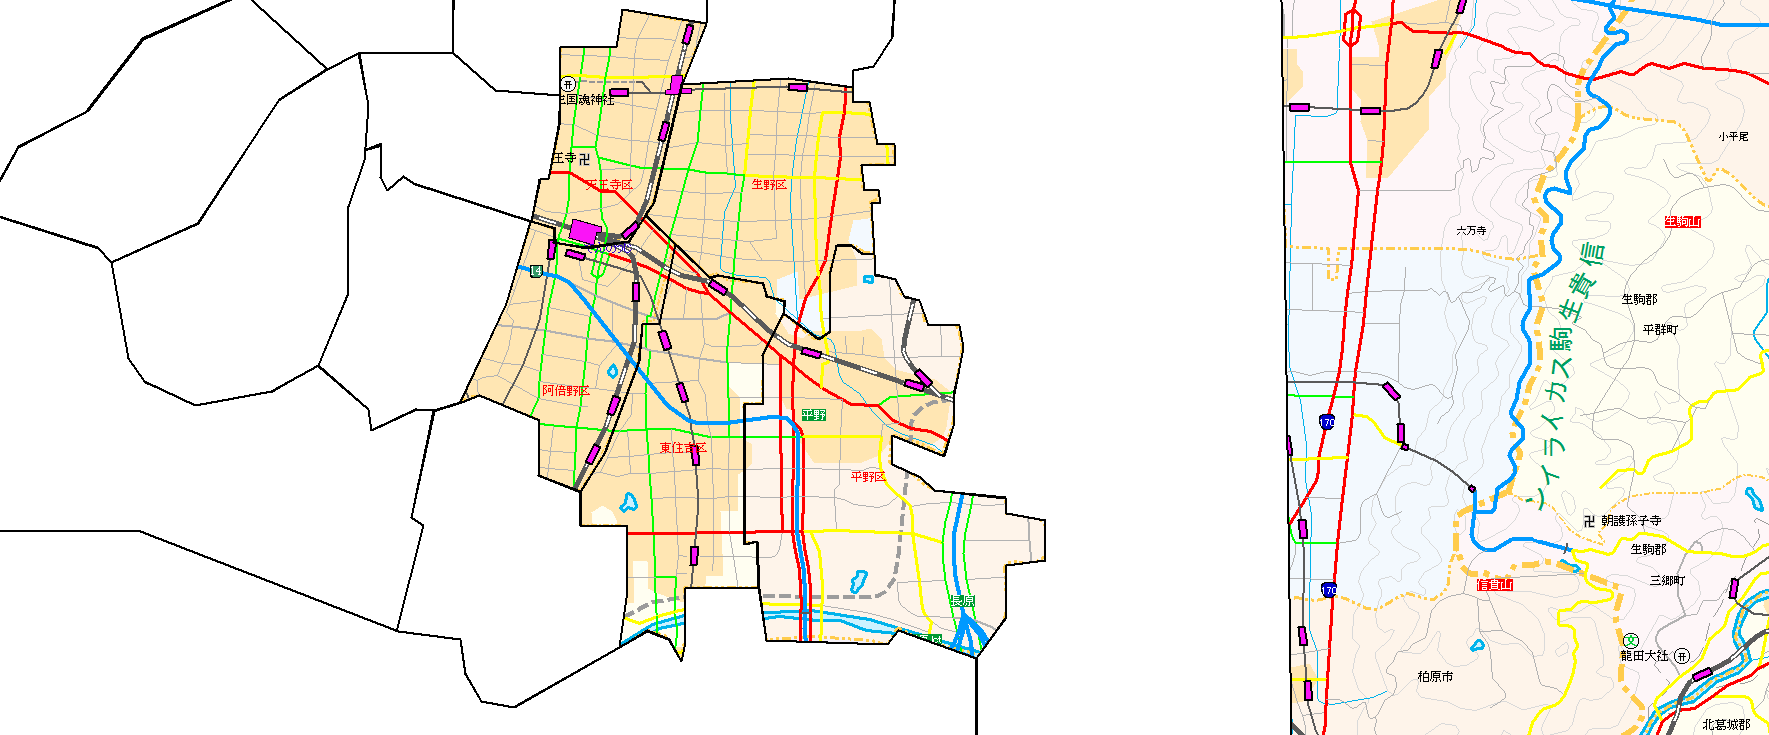 三国魂神社
王寺
天王寺区
生野区
14
阿倍野区
東住吉区
平野
平野区
長原
小平尾
生駒山
六万寺
信貴生駒スカイライン
生駒郡
平群町
170
朝護孫子寺
生駒郡
三郷町
信貴山
170
龍田大社
柏原市
北葛城郡